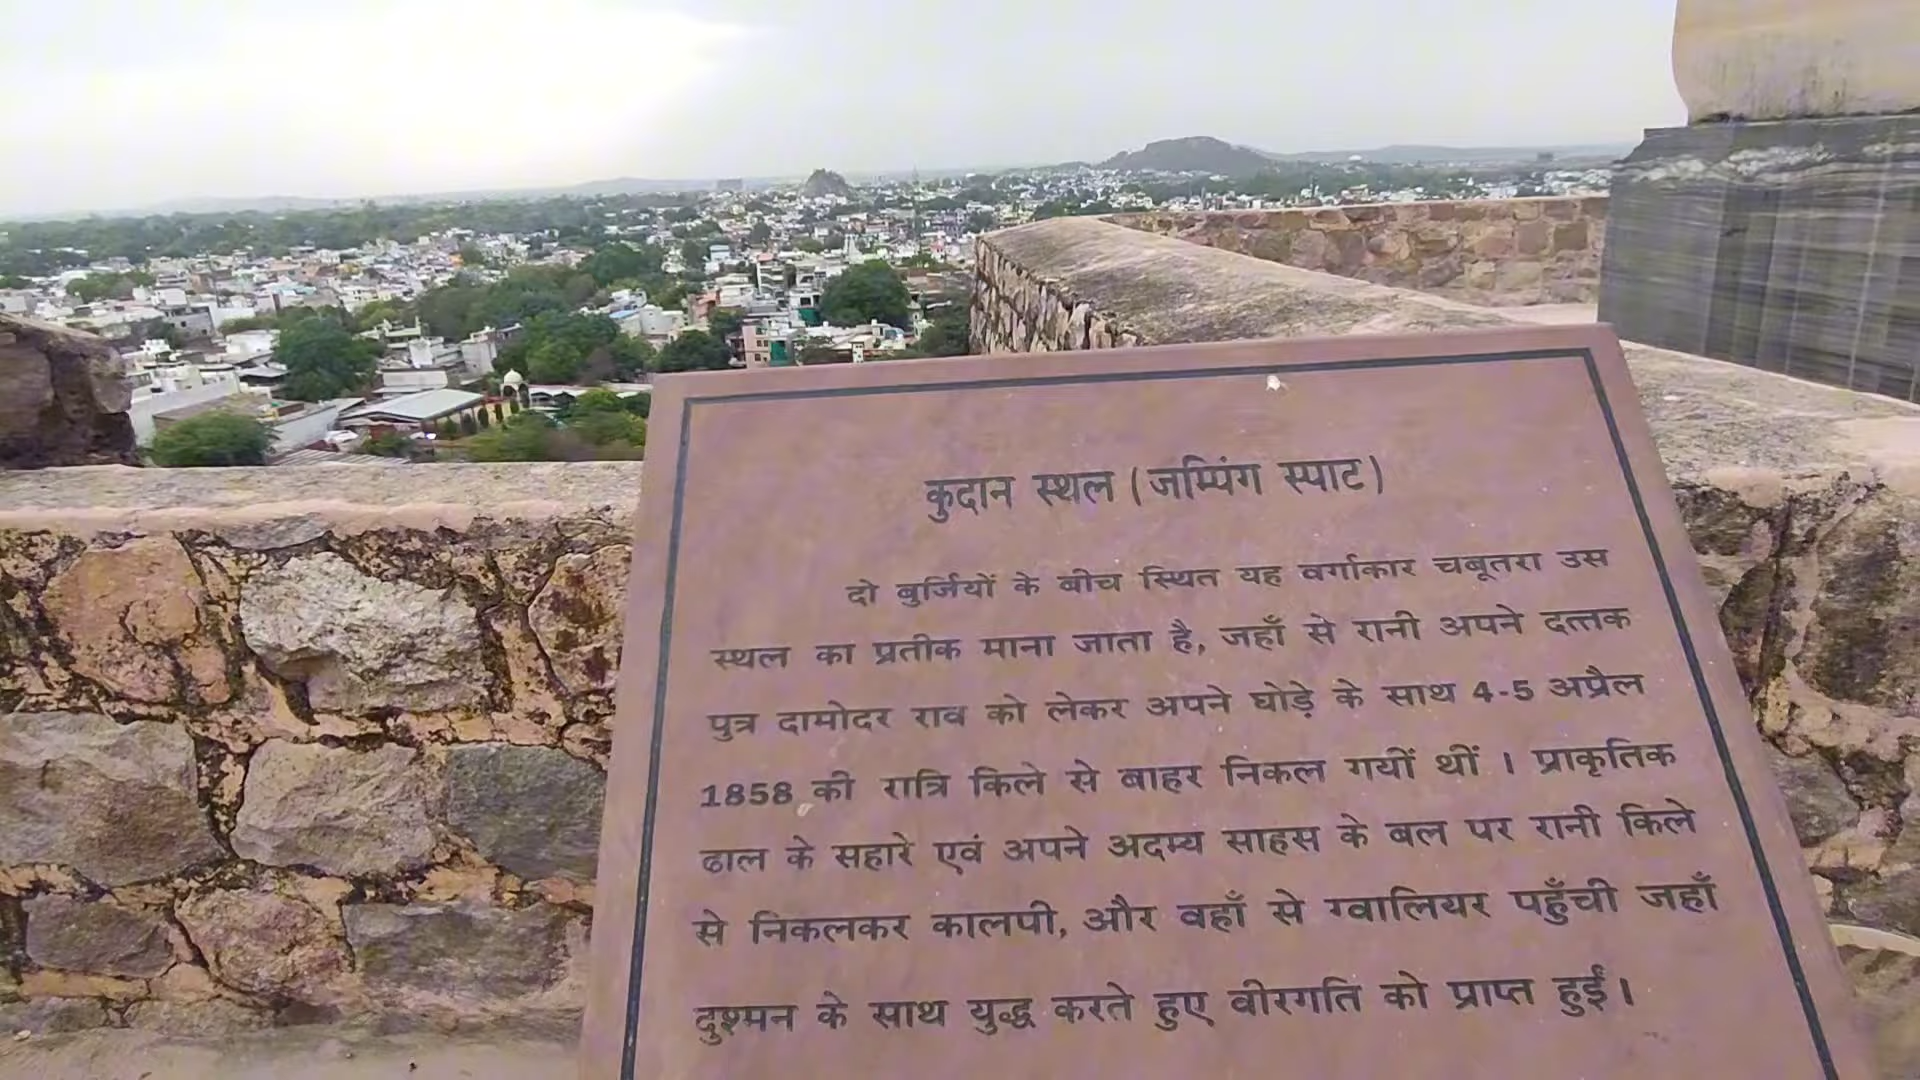 कुदान स्थल (जम्पिंग स्पाट)
दो बुर्जियों के बीच स्थित यह वर्गाकार चबूतरा उस
स्थल का प्रतीक माना जाता है, जहाँ से रानी अपने दत्तक
पुत्र दामोदर राव को लेकर अपने घोड़े के साथ 4-5 अप्रैल
1858 की रात्रि किले से बाहर निकल गयीं थीं । प्राकृतिक
ढाल के सहारे एवं अपने अदम्य साहस के बल पर रानी किले
से निकलकर कालपी, और वहाँ से ग्वालियर पहुँची जहाँ
दुश्मन के साथ युद्ध करते हुए वीरगति को प्राप्त हुईं ।